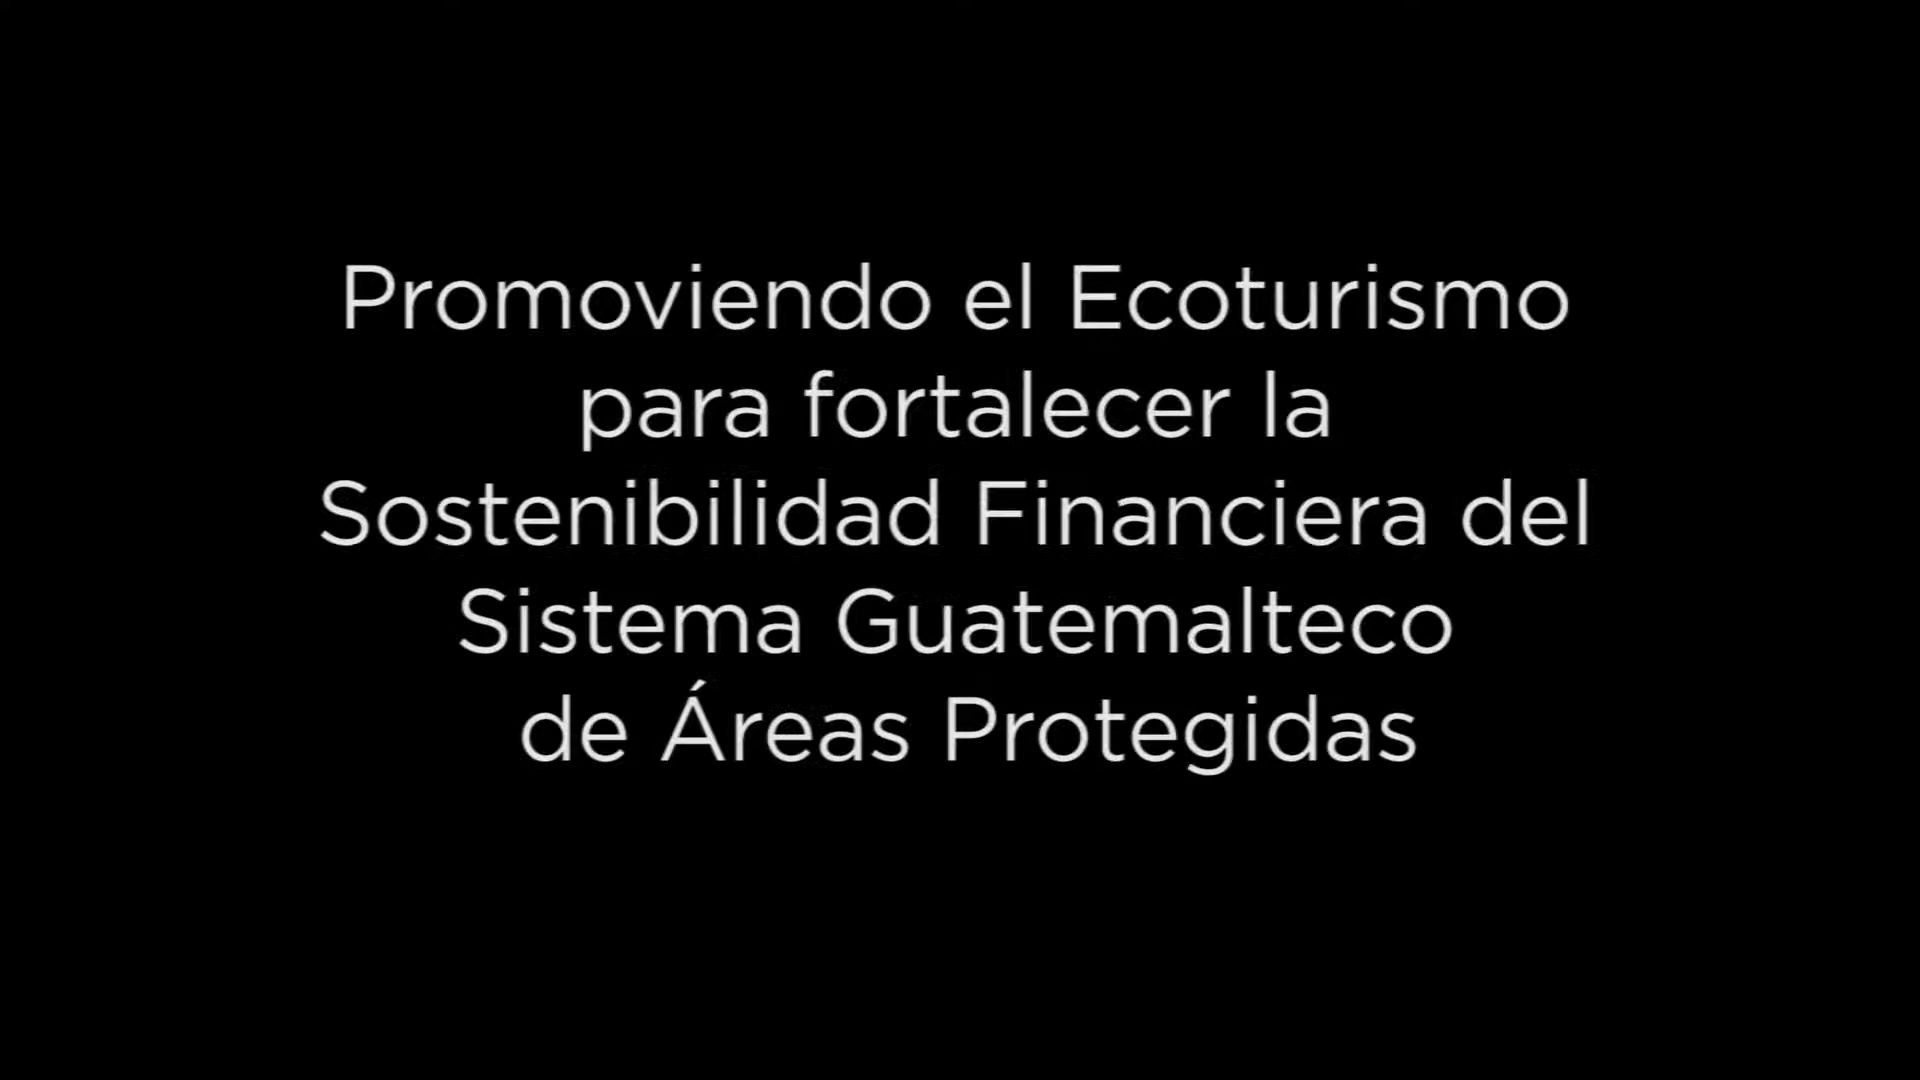 Promoviendo el Ecoturismo
para fortalecer la
Sostenibilidad Financiera del
Sistema Guatemalteco
de Áreas Protegidas